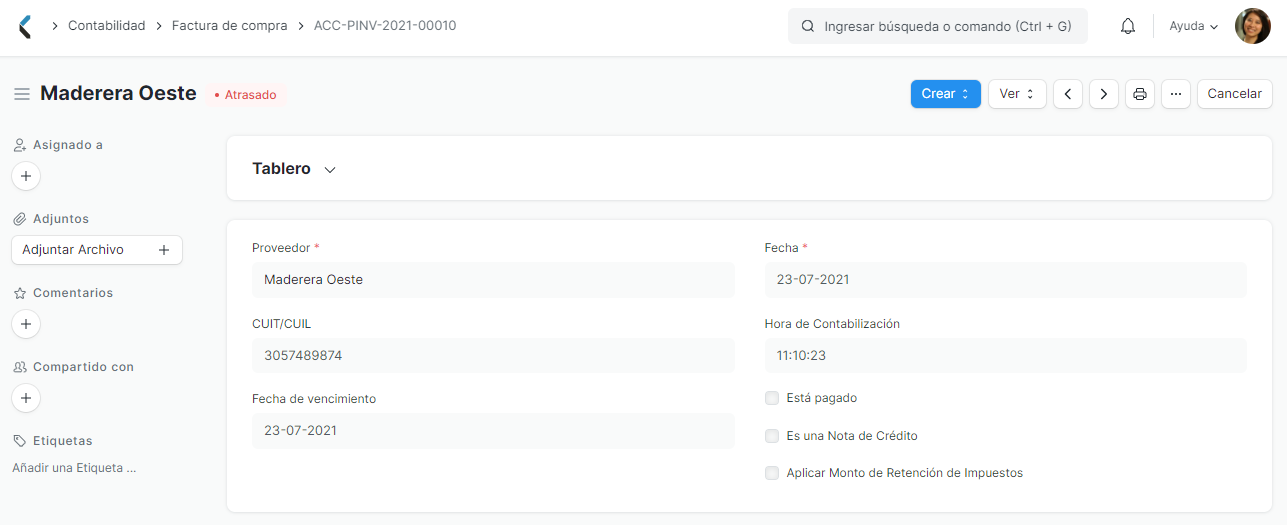 Contabilidad Factura de compra ACC-PINV-2021-00010 Ingresar búsqueda o comando (Ctrl + G) Ayuda
Maderera Oeste Atrasado Crear Ver Cancelar
Asignado a
Adjuntos
Adjuntar Archivo
Comentarios
Compartido con
Etiquetas
Añadir una Etiqueta ...
Tablero
Proveedor *
Maderera Oeste
CUIT/CUIL
3057489874
Fecha de vencimiento
23-07-2021
Fecha *
23-07-2021
Hora de Contabilización
11:10:23
Está pagado
Es una Nota de Crédito
Aplicar Monto de Retención de Impuestos